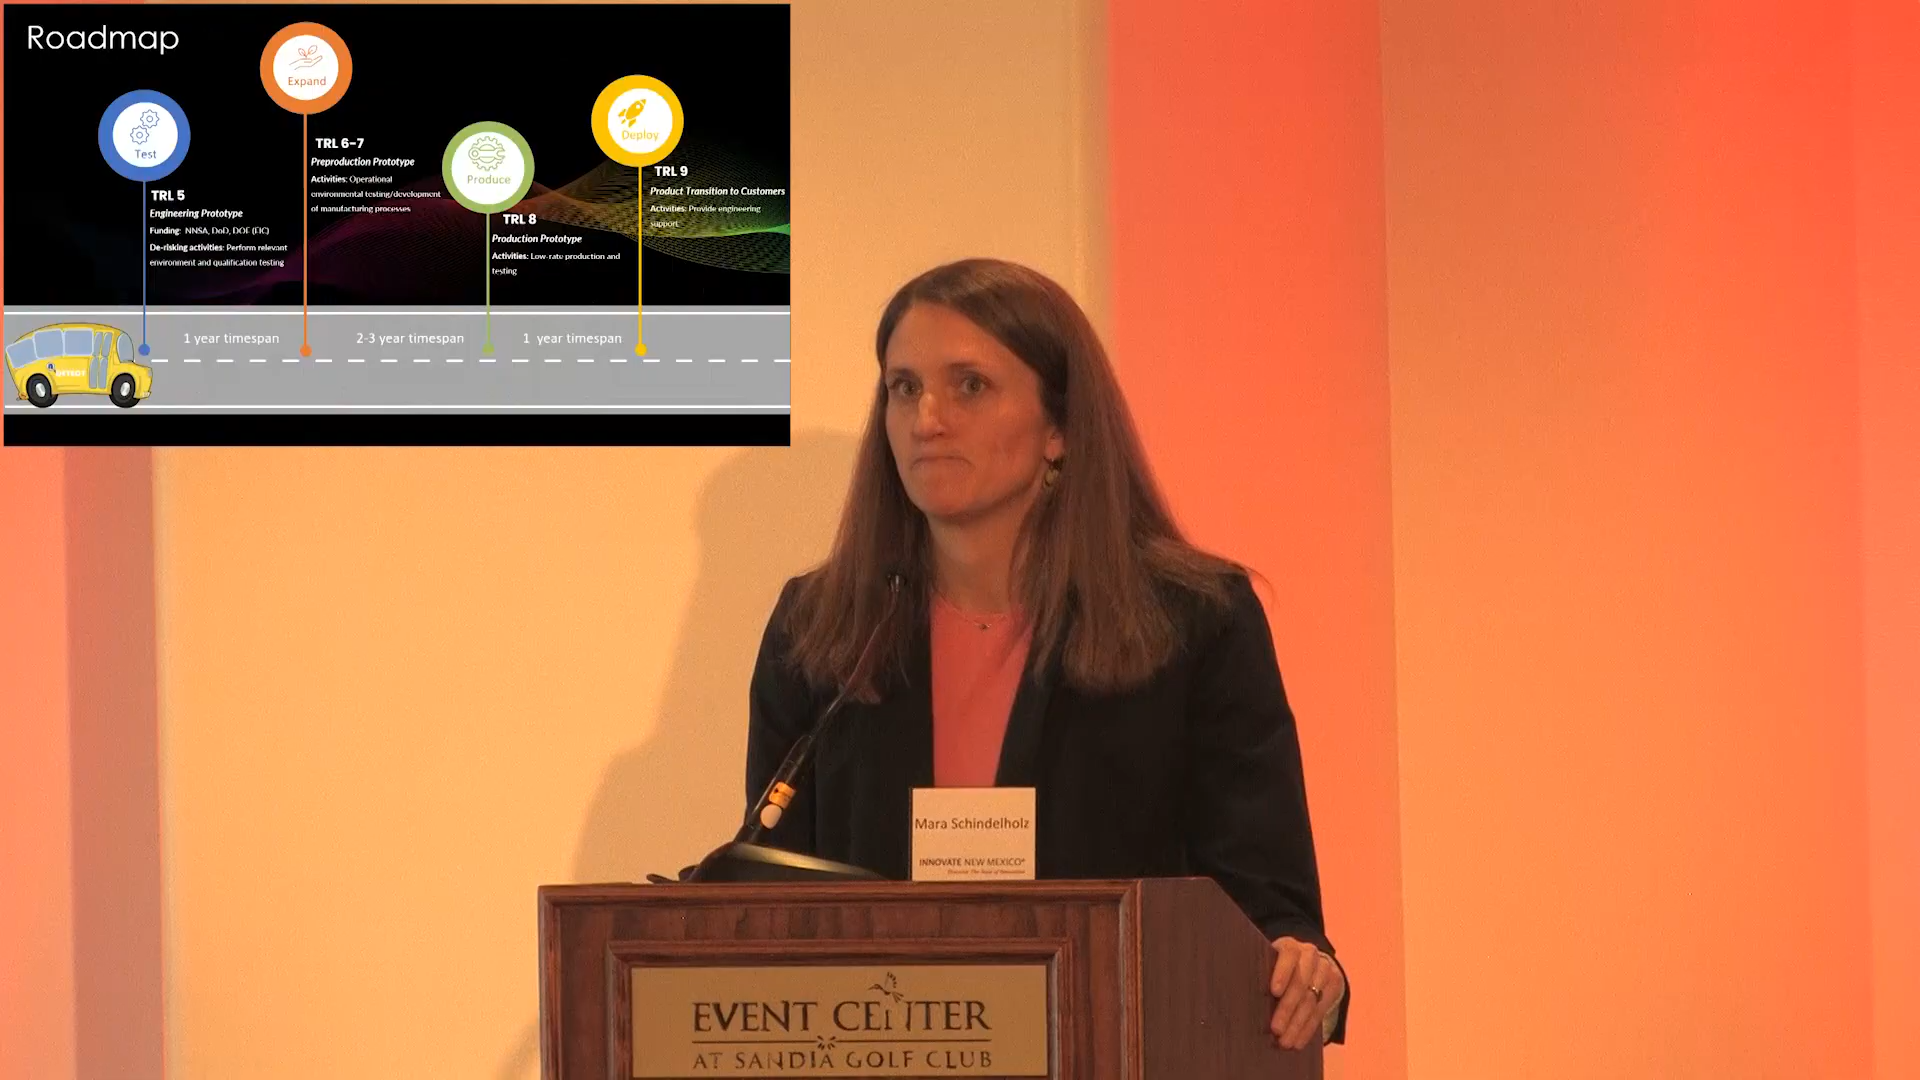 Roadmap
Test
TRL 5
Engineering Prototype
Funding: NNSA, DoD, DOE (EIC)
De-risking activities: Perform relevant
environment and qualification testing
Expand
TRL 6-7
Preproduction Prototype
Activities: Operational
environmental testing/development
of manufacturing processes
Produce
TRL 8
Production Prototype
Activities: Low-rate production and
testing
Deploy
TRL 9
Product Transition to Customers
Activities: Provide engineering
support
1 year timespan
2-3 year timespan
1 year timespan
Mara Schindelholz
INNOVATE NEW MEXICO
EVENT CENTER
AT SANDIA GOLF CLUB